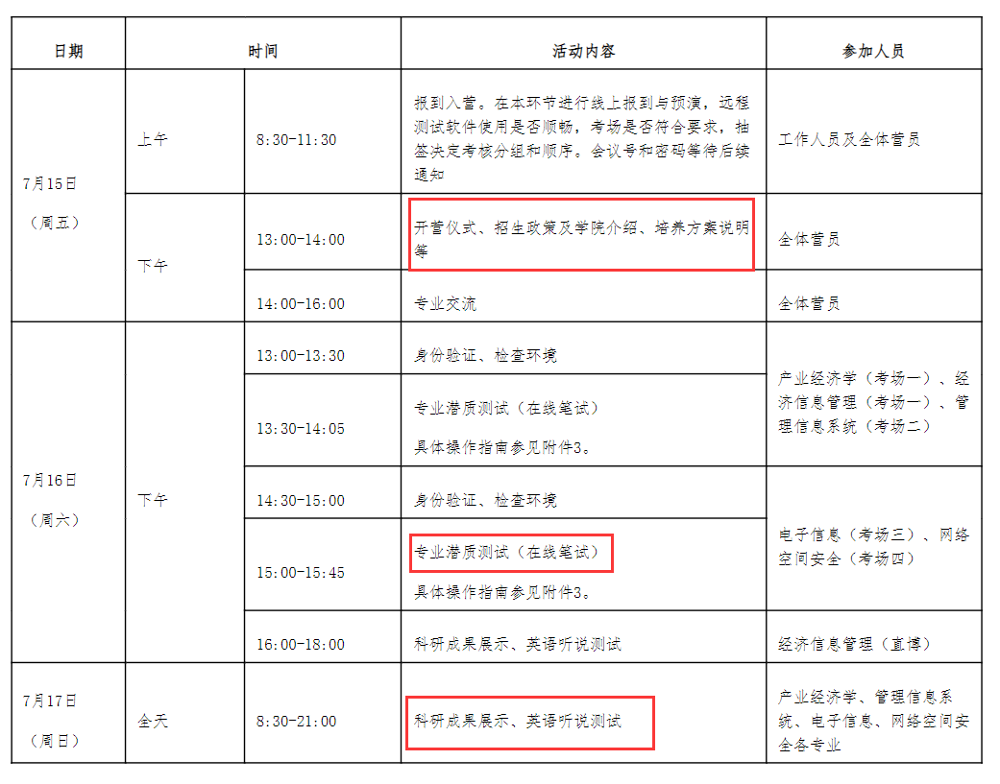 日期
时间
活动内容
参加人员
7月15日
（周五）
上午
8:30-11:30
报到入营。在本环节进行线上报到与预演，远程
测试软件使用是否顺畅，考场是否符合要求，抽
签决定考核分组和顺序。会议号和密码等待后续
通知
工作人员及全体营员
下午
13:00-14:00
开营仪式、招生政策及学院介绍、培养方案说明
等
全体营员
14:00-16:00
专业交流
全体营员
7月16日
（周六）
下午
13:00-13:30
身份验证、检查环境
产业经济学（考场一）、经
济信息管理（考场一）、管
理信息系统（考场二）
13:30-14:05
专业潜质测试（在线笔试）
具体操作指南参见附件3。
14:30-15:00
身份验证、检查环境
电子信息（考场三）、网络
空间安全（考场四）
15:00-15:45
专业潜质测试（在线笔试）
具体操作指南参见附件3。
16:00-18:00
科研成果展示、英语听说测试
经济信息管理（直博）
7月17日
（周日）
全天
8:30-21:00
科研成果展示、英语听说测试
产业经济学、管理信息系
统、电子信息、网络空间安
全各专业